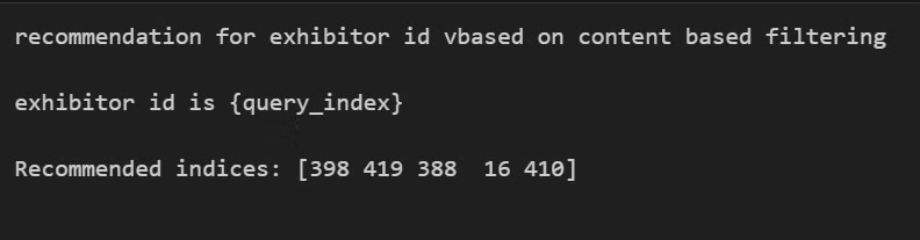 recommendation for exhibitor id vbased on content based filtering
exhibitor id is {query_index}
Recommended indices: [398 419 388  16 410]